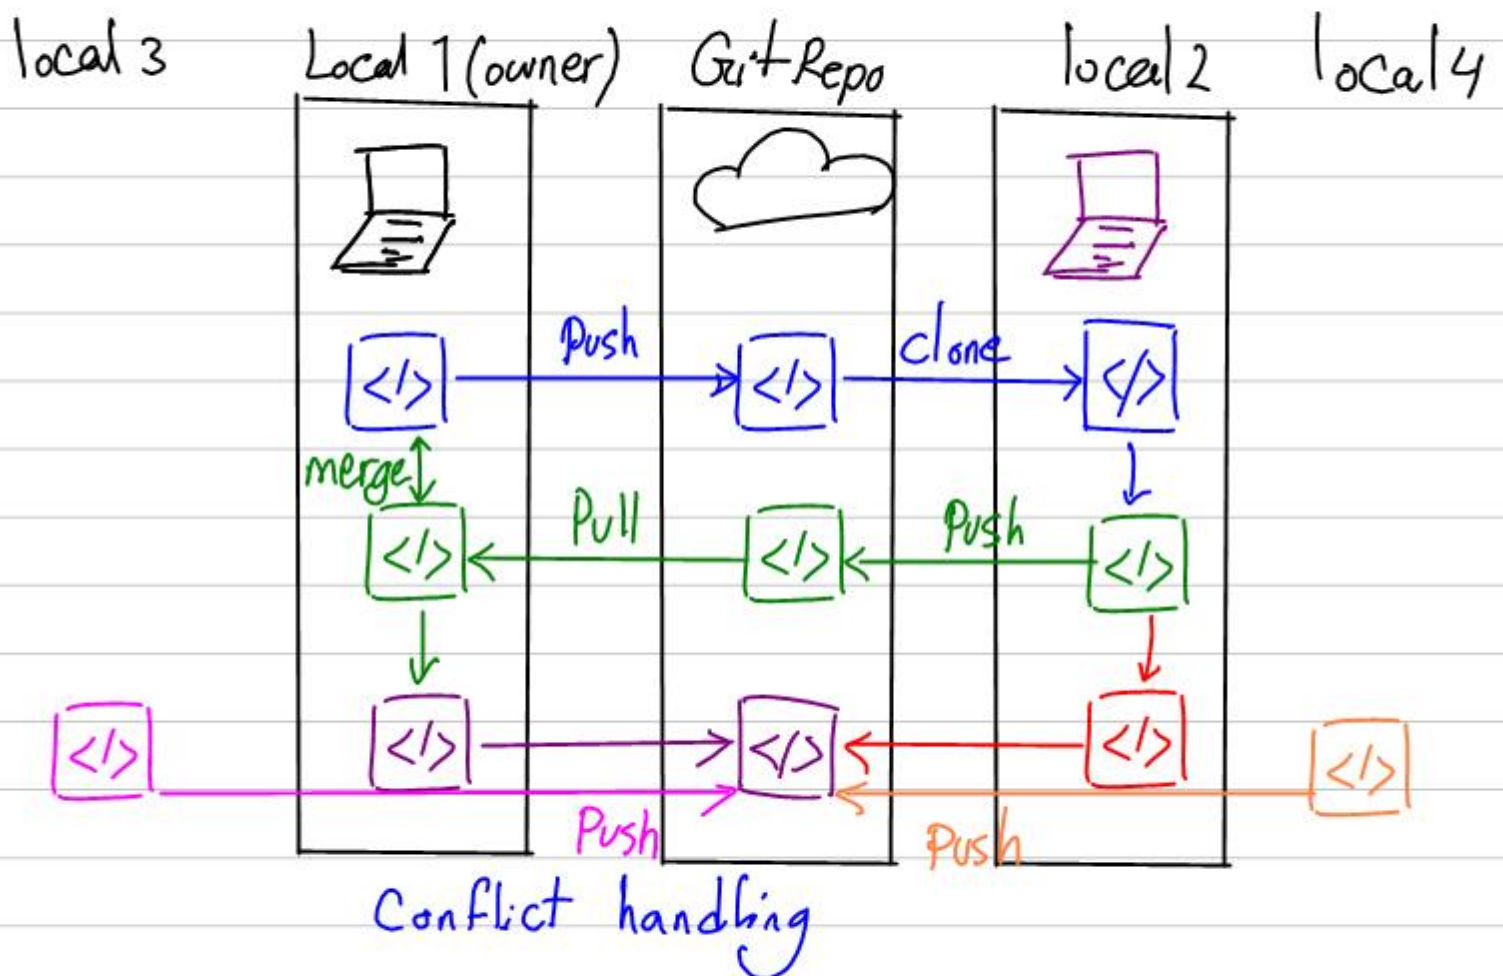 local 3 Local 1 (owner) Git Repo local 2 local 4
Push clone
</> </> </>
merge
Pull Push
</> </> </>
</> </> </> </> </>
Push Push
Conflict handling